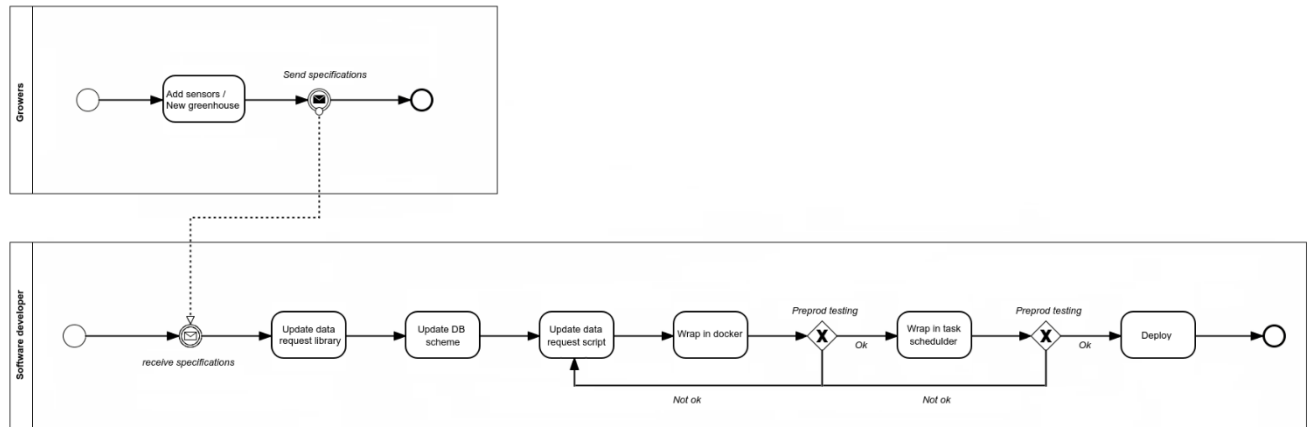 Growers
Send specifications
Add sensors /
New greenhouse
Software developer
receive specifications
Update data
request library
Update DB
scheme
Update data
request script
Wrap in docker
Preprod testing
Ok
Not ok
Wrap in task
schedulder
Preprod testing
Ok
Not ok
Deploy